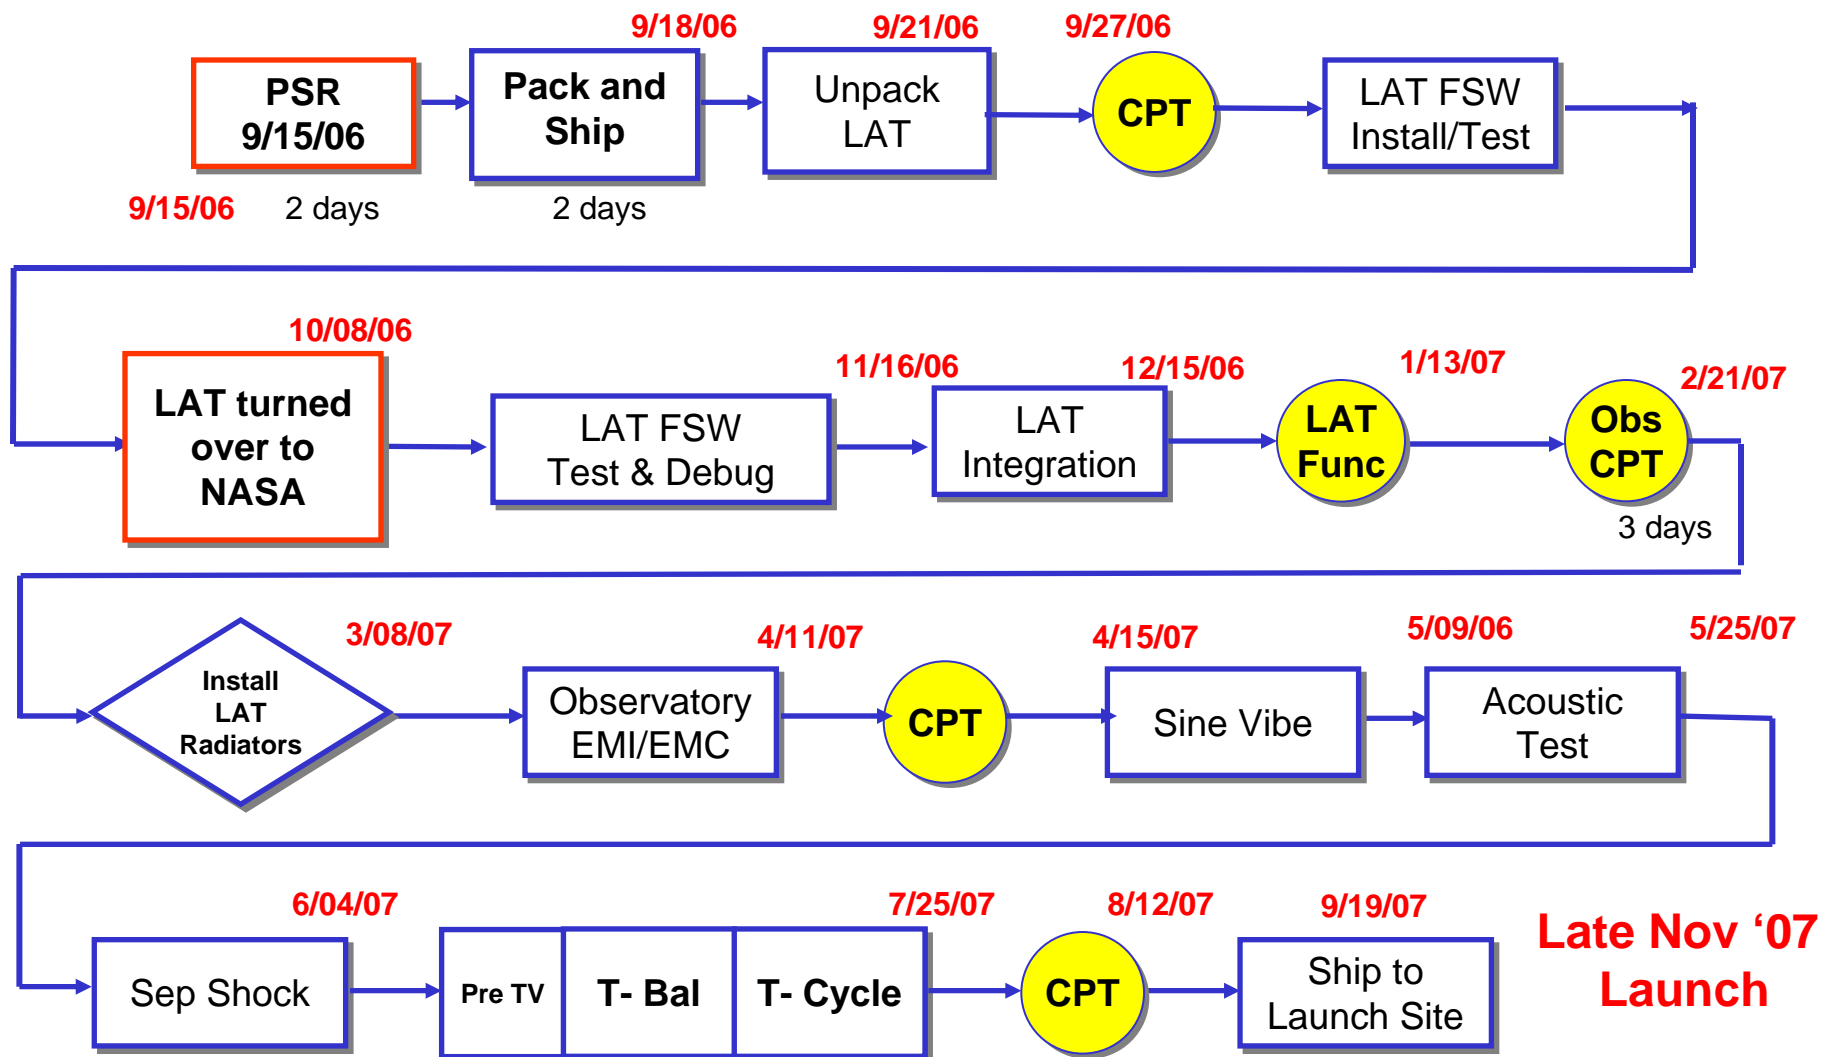 9/18/06
9/21/06
9/27/06
PSR
9/15/06
Pack and
Ship
Unpack
LAT
CPT
LAT FSW
Install/Test
9/15/06
2 days
2 days
10/08/06
11/16/06
12/15/06
1/13/07
2/21/07
LAT turned
over to
NASA
LAT FSW
Test & Debug
LAT
Integration
LAT
Func
Obs
CPT
3 days
3/08/07
4/11/07
4/15/07
5/09/06
5/25/07
Install
LAT
Radiators
Observatory
EMI/EMC
CPT
Sine Vibe
Acoustic
Test
6/04/07
7/25/07
8/12/07
9/19/07
Sep Shock
Pre TV
T- Bal
T- Cycle
CPT
Ship to
Launch Site
Late Nov ‘07
Launch